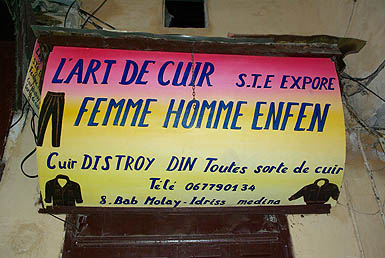 L'ART DE CUIR S.T.E EXPORE
FEMME HOMME ENFEN
Cuir DISTROY DIN Toutes sorte de cuir
Télé 067790134
8. Bab Molay-Idriss medina